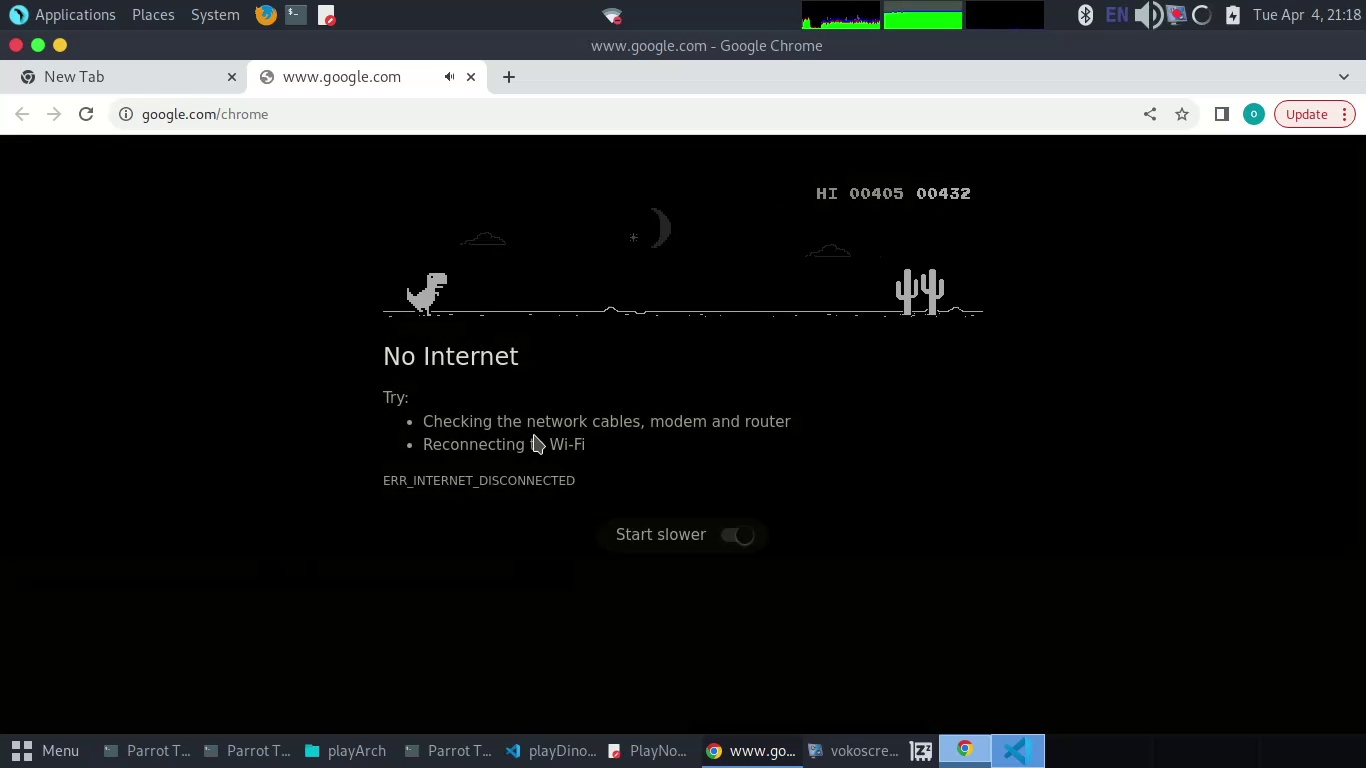 Applications Places System EN Tue Apr 4, 21:18
www.google.com - Google Chrome
New Tab www.google.com
google.com/chrome o Update
HI 00405 00432
No Internet
Try:
Checking the network cables, modem and router
Reconnecting Wi-Fi
ERR_INTERNET_DISCONNECTED
Start slower
Menu Parrot T... Parrot T... playArch Parrot T... playDino... PlayNo... www.go... vokoscre...